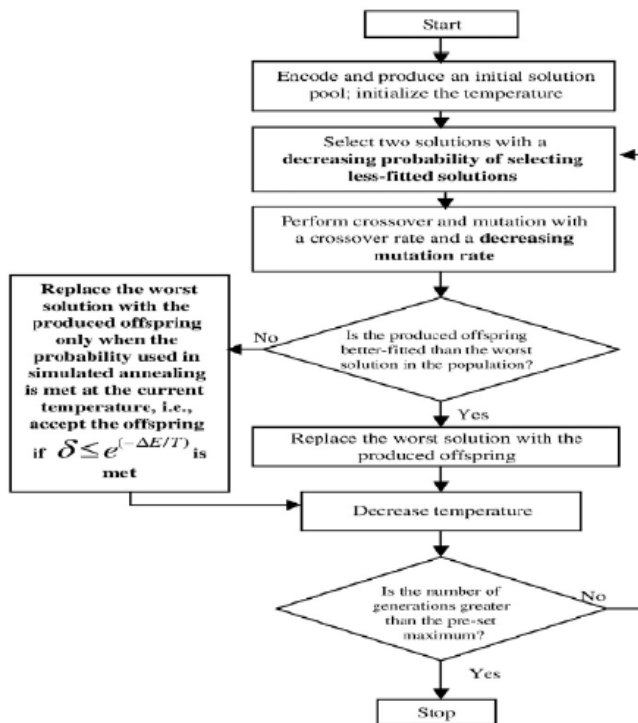 Start
Encode and produce an initial solution
pool; initialize the temperature
Select two solutions with a
decreasing probability of selecting
less-fitted solutions
Perform crossover and mutation with
a crossover rate and a decreasing
mutation rate
Is the produced offspring
better-fitted than the worst
solution in the population?
No
Replace the worst
solution with the
produced offspring
only when the
probability used in
simulated annealing
is met at the current
temperature, i.e.,
accept the offspring
if δ ≤ e^(−ΔE/T) is
met
Yes
Replace the worst solution with the
produced offspring
Decrease temperature
Is the number of
generations greater
than the pre-set
maximum?
No
Yes
Stop